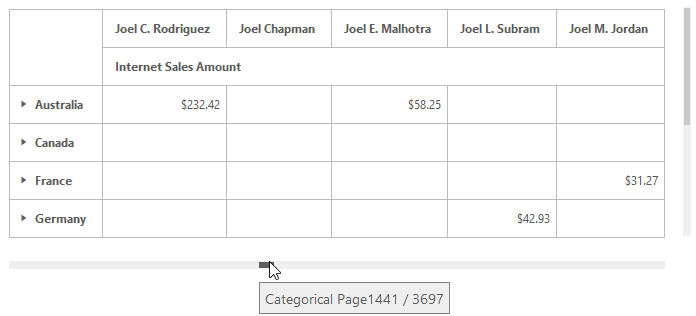 Joel C. Rodriguez Joel Chapman Joel E. Malhotra Joel L. Subram Joel M. Jordan
Internet Sales Amount
Australia $232.42 $58.25
Canada
France $31.27
Germany $42.93
Categorical Page1441 / 3697